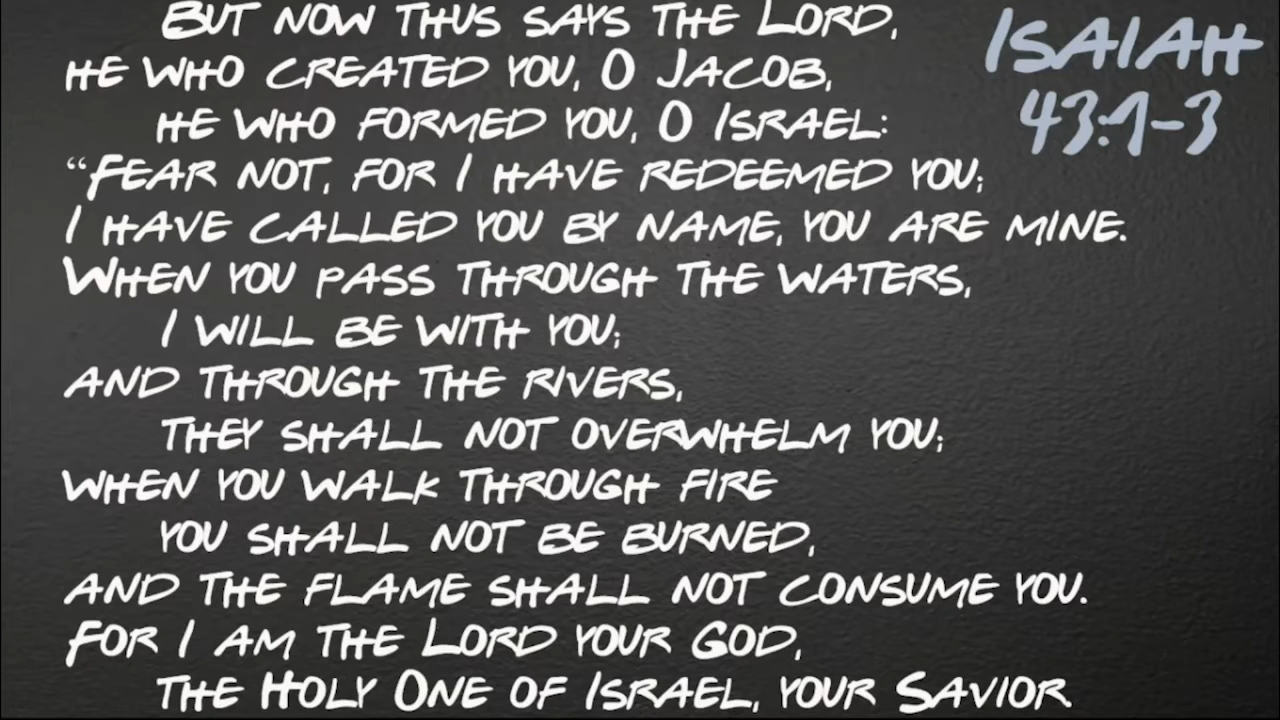 But now thus says the Lord,
he who created you, O Jacob,
he who formed you, O Israel:
“Fear not, for I have redeemed you;
I have called you by name, you are mine.
When you pass through the waters,
I will be with you;
and through the rivers,
they shall not overwhelm you;
when you walk through fire
you shall not be burned,
and the flame shall not consume you.
For I am the Lord your God,
the Holy One of Israel, your Savior.
Isaiah
43:1-3